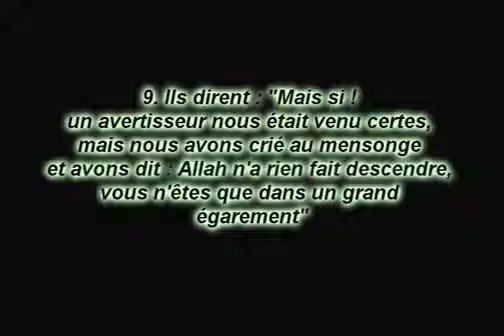 9. Ils dirent : "Mais si !
un avertisseur nous était venu certes,
mais nous avons crié au mensonge
et avons dit : Allah n'a rien fait descendre,
vous n'êtes que dans un grand
égarement"